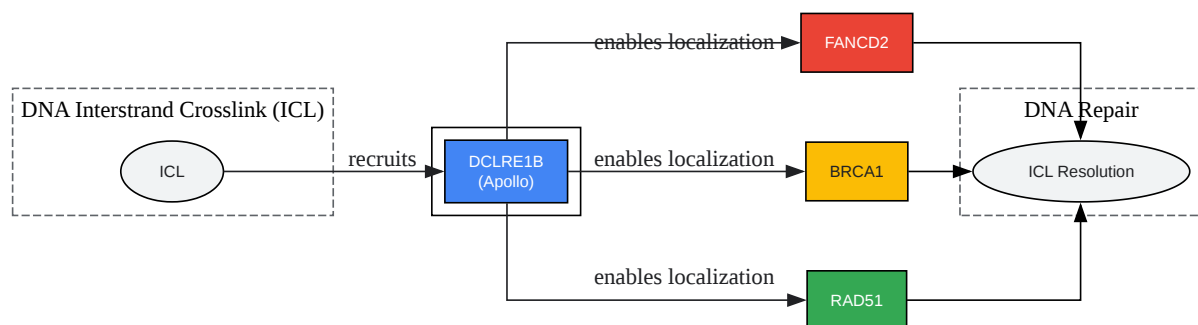 enables localization
FANCD2
DNA Interstrand Crosslink (ICL)
DNA Repair
ICL
recruits
DCLRE1B
(Apollo)
enables localization
BRCA1
ICL Resolution
enables localization
RAD51